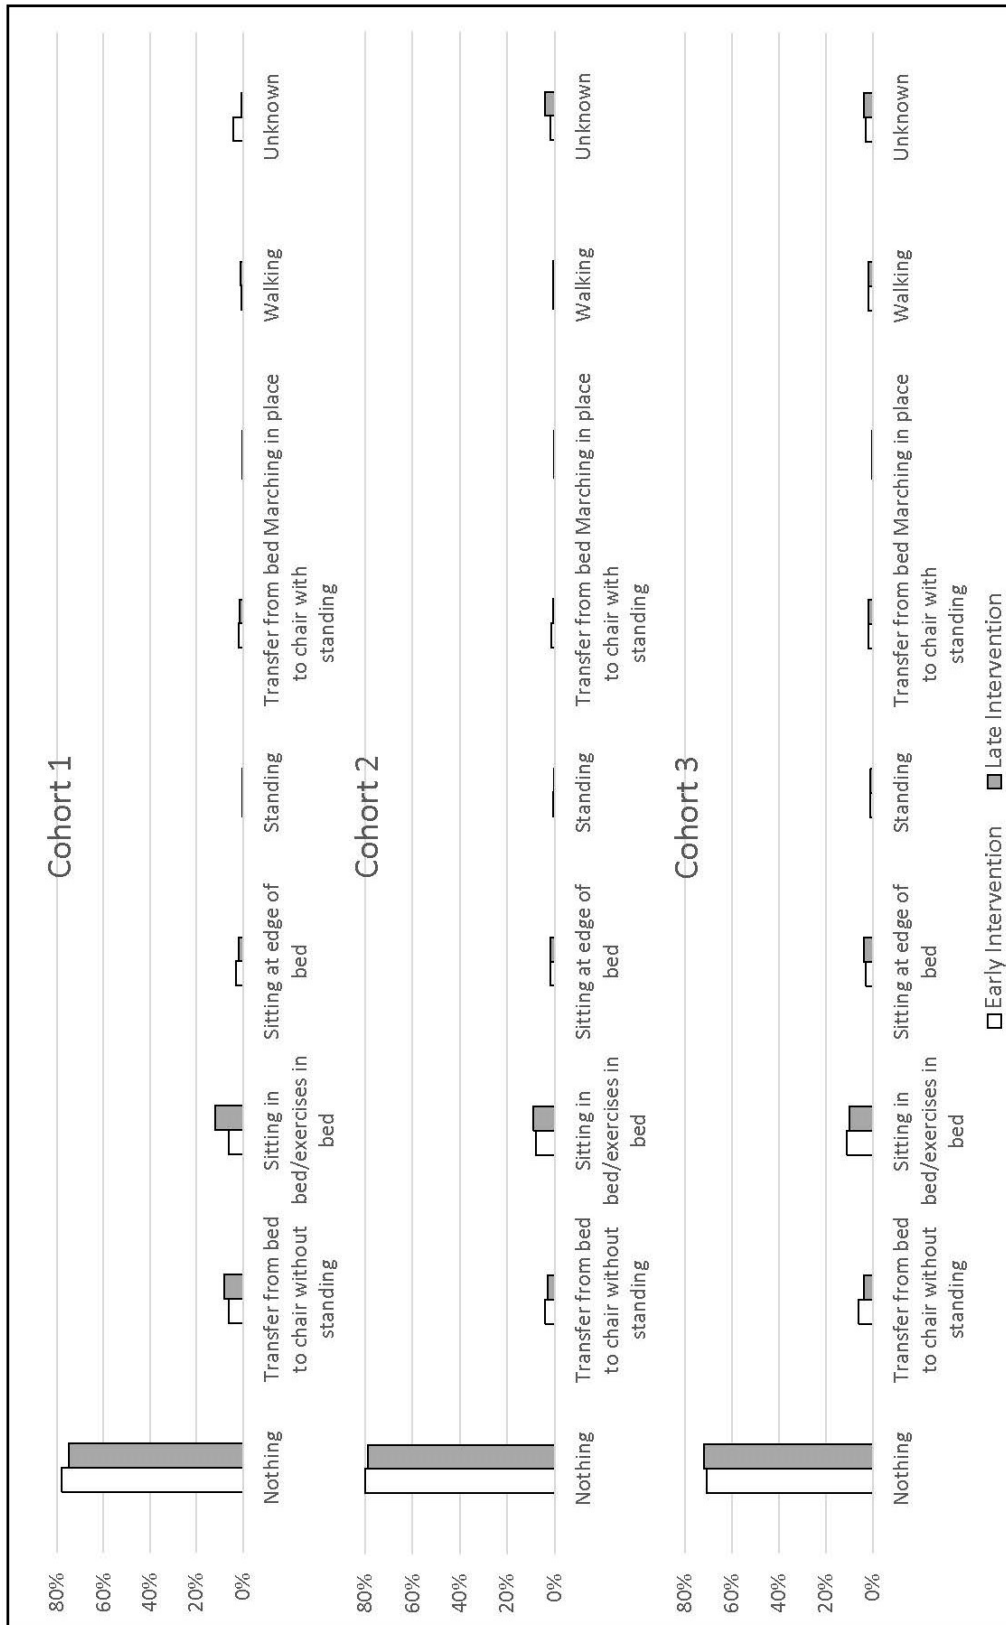 Cohort 1
80%
60%
40%
20%
0%
Nothing
Transfer from bed
to chair without
standing
Sitting in
bed/exercises in
bed
Sitting at edge of
bed
Standing
Transfer from bed
to chair with
standing
Marching in place
Walking
Unknown
Cohort 2
80%
60%
40%
20%
0%
Nothing
Transfer from bed
to chair without
standing
Sitting in
bed/exercises in
bed
Sitting at edge of
bed
Standing
Transfer from bed
to chair with
standing
Marching in place
Walking
Unknown
Cohort 3
80%
60%
40%
20%
0%
Nothing
Transfer from bed
to chair without
standing
Sitting in
bed/exercises in
bed
Sitting at edge of
bed
Standing
Transfer from bed
to chair with
standing
Marching in place
Walking
Unknown
Early Intervention
Late Intervention